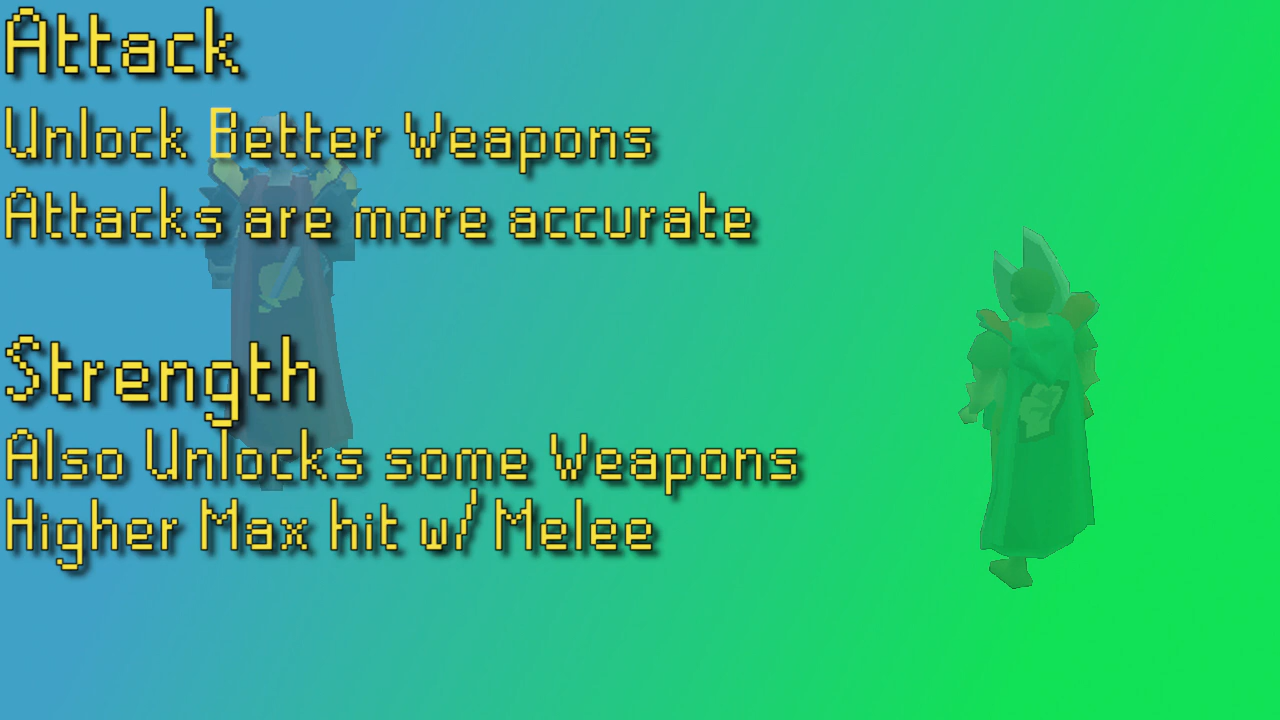 Attack
Unlock Better Weapons
Attacks are more accurate
Strength
Also Unlocks some Weapons
Higher Max hit w/ Melee